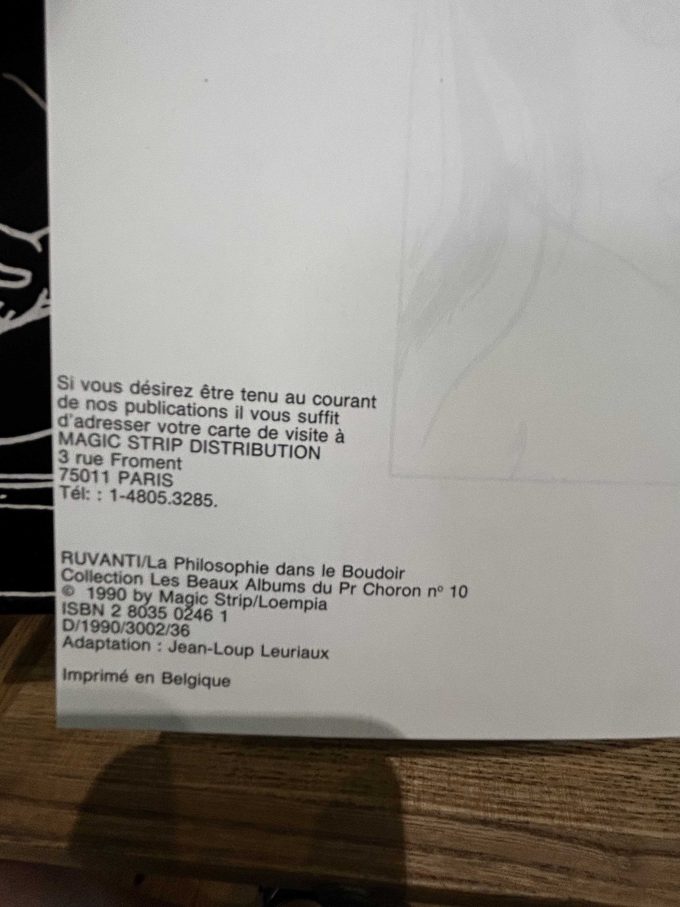 Si vous désirez être tenu au courant
de nos publications il vous suffit
d'adresser votre carte de visite à
MAGIC STRIP DISTRIBUTION
3 rue Froment
75011 PARIS
Tél: : 1-4805.3285.
RUVANTI/La Philosophie dans le Boudoir
Collection Les Beaux Albums du Pr Choron nº 10
© 1990 by Magic Strip/Loempia
ISBN 2 8035 0246 1
D/1990/3002/36
Adaptation : Jean-Loup Leuriaux
Imprimé en Belgique